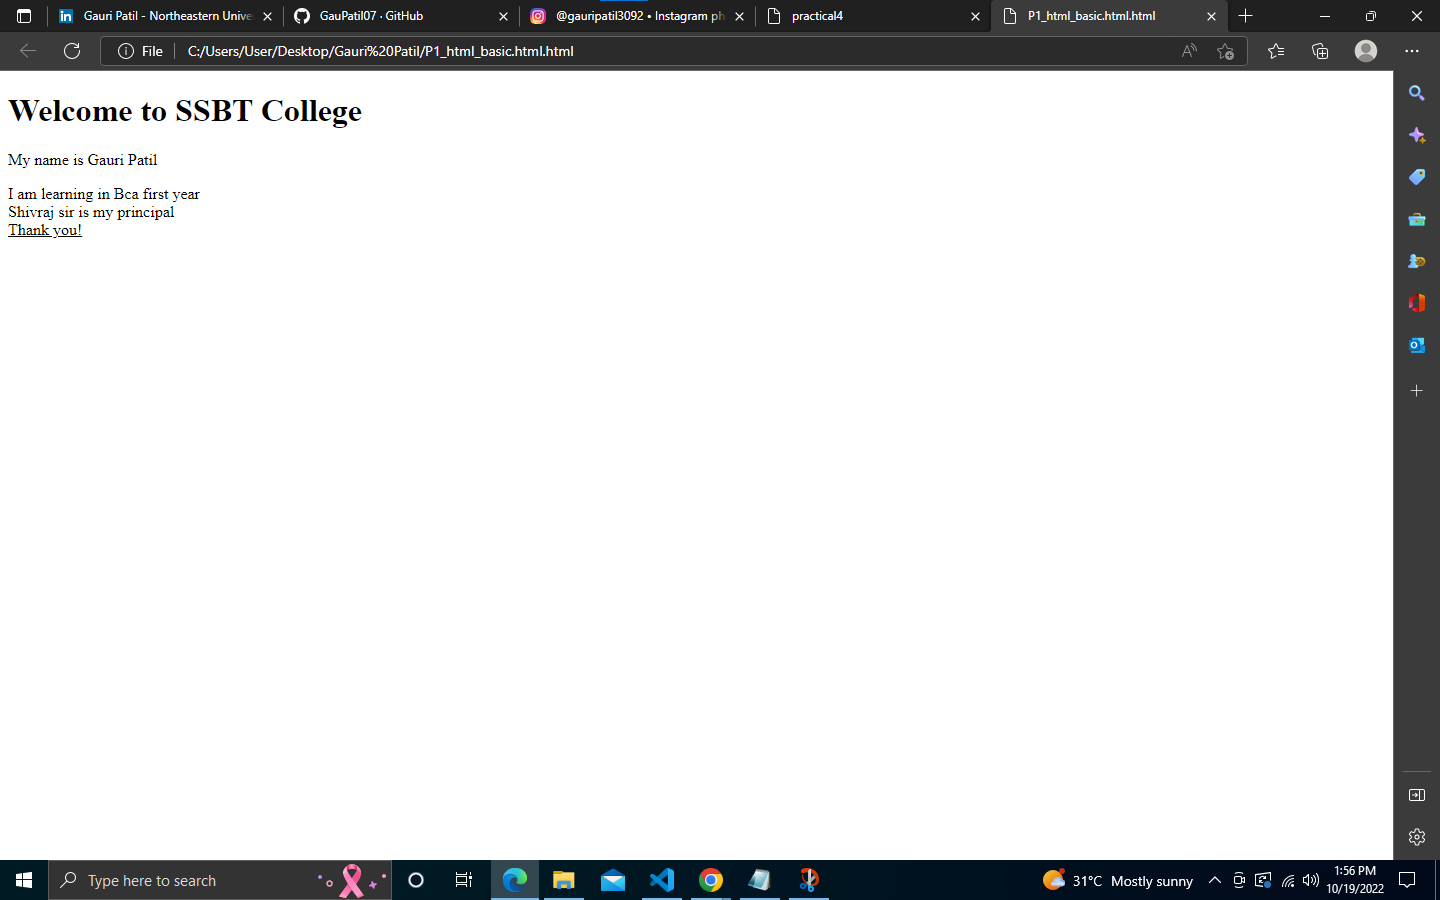 Gauri Patil - Northeastern Unive
GauPatil07 · GitHub
@gauripatil3092 • Instagram ph
practical4
P1_html_basic.html.html
File
C:/Users/User/Desktop/Gauri%20Patil/P1_html_basic.html.html
Welcome to SSBT College
My name is Gauri Patil
I am learning in Bca first year
Shivraj sir is my principal
Thank you!
Type here to search
31°C Mostly sunny
1:56 PM
10/19/2022